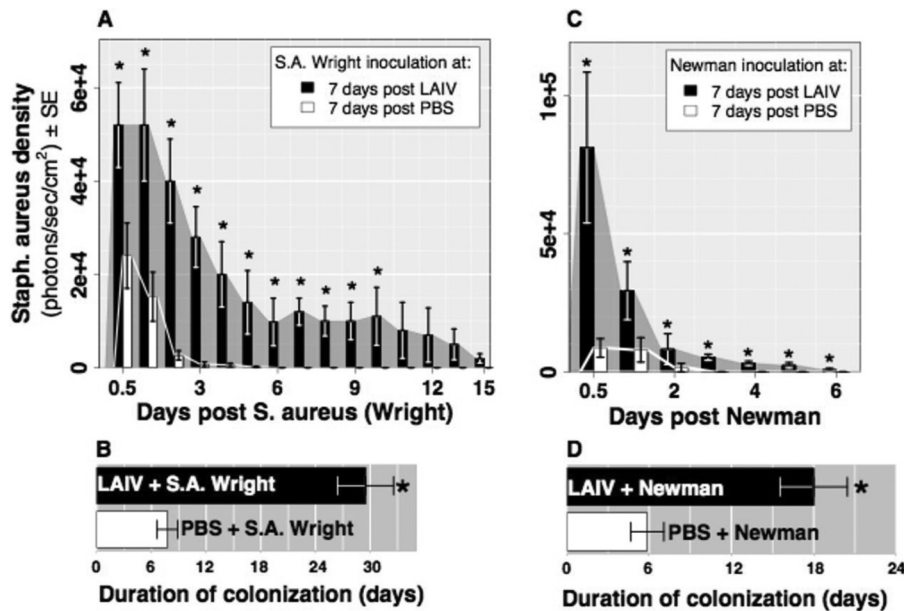 A
Staph. aureus density
(photons/sec/cm²) ± SE
6e+4
4e+4
2e+4
0
S.A. Wright inoculation at:
7 days post LAIV
7 days post PBS
* * * * * * * * * * *
0.5 3 6 9 12 15
Days post S. aureus (Wright)
C
1e+5
5e+4
0
Newman inoculation at:
7 days post LAIV
7 days post PBS
* * * * * * *
0.5 2 4 6
Days post Newman
B
LAIV + S.A. Wright *
PBS + S.A. Wright
0 6 12 18 24 30 36
Duration of colonization (days)
D
LAIV + Newman *
PBS + Newman
0 6 12 18 24
Duration of colonization (days)